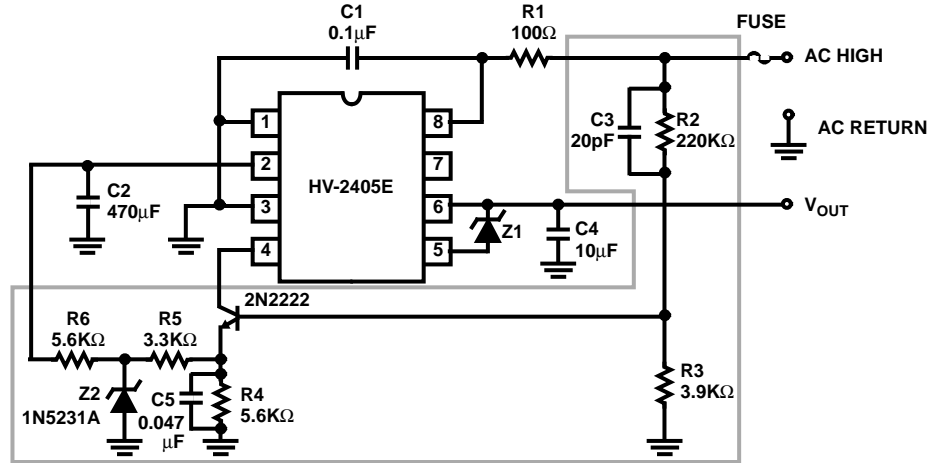 C1
0.1μF
R1
100Ω
FUSE
AC HIGH
C3
20pF
R2
220KΩ
AC RETURN
1
8
2
7
HV-2405E
C2
470μF
3
6
V_OUT
Z1
C4
10μF
4
5
2N2222
R6
5.6KΩ
R5
3.3KΩ
R3
3.9KΩ
Z2
1N5231A
C5
0.047
μF
R4
5.6KΩ